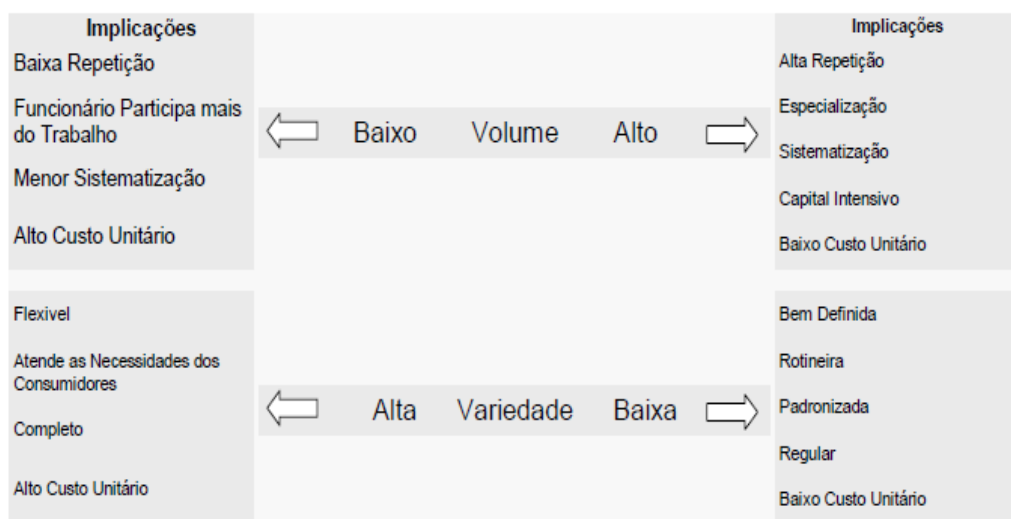 Implicações
Baixa Repetição
Funcionário Participa mais
do Trabalho
Menor Sistematização
Alto Custo Unitário
Baixo Volume Alto
Implicações
Alta Repetição
Especialização
Sistematização
Capital Intensivo
Baixo Custo Unitário
Flexivel
Atende as Necessidades dos
Consumidores
Completo
Alto Custo Unitário
Alta Variedade Baixa
Bem Definida
Rotineira
Padronizada
Regular
Baixo Custo Unitário